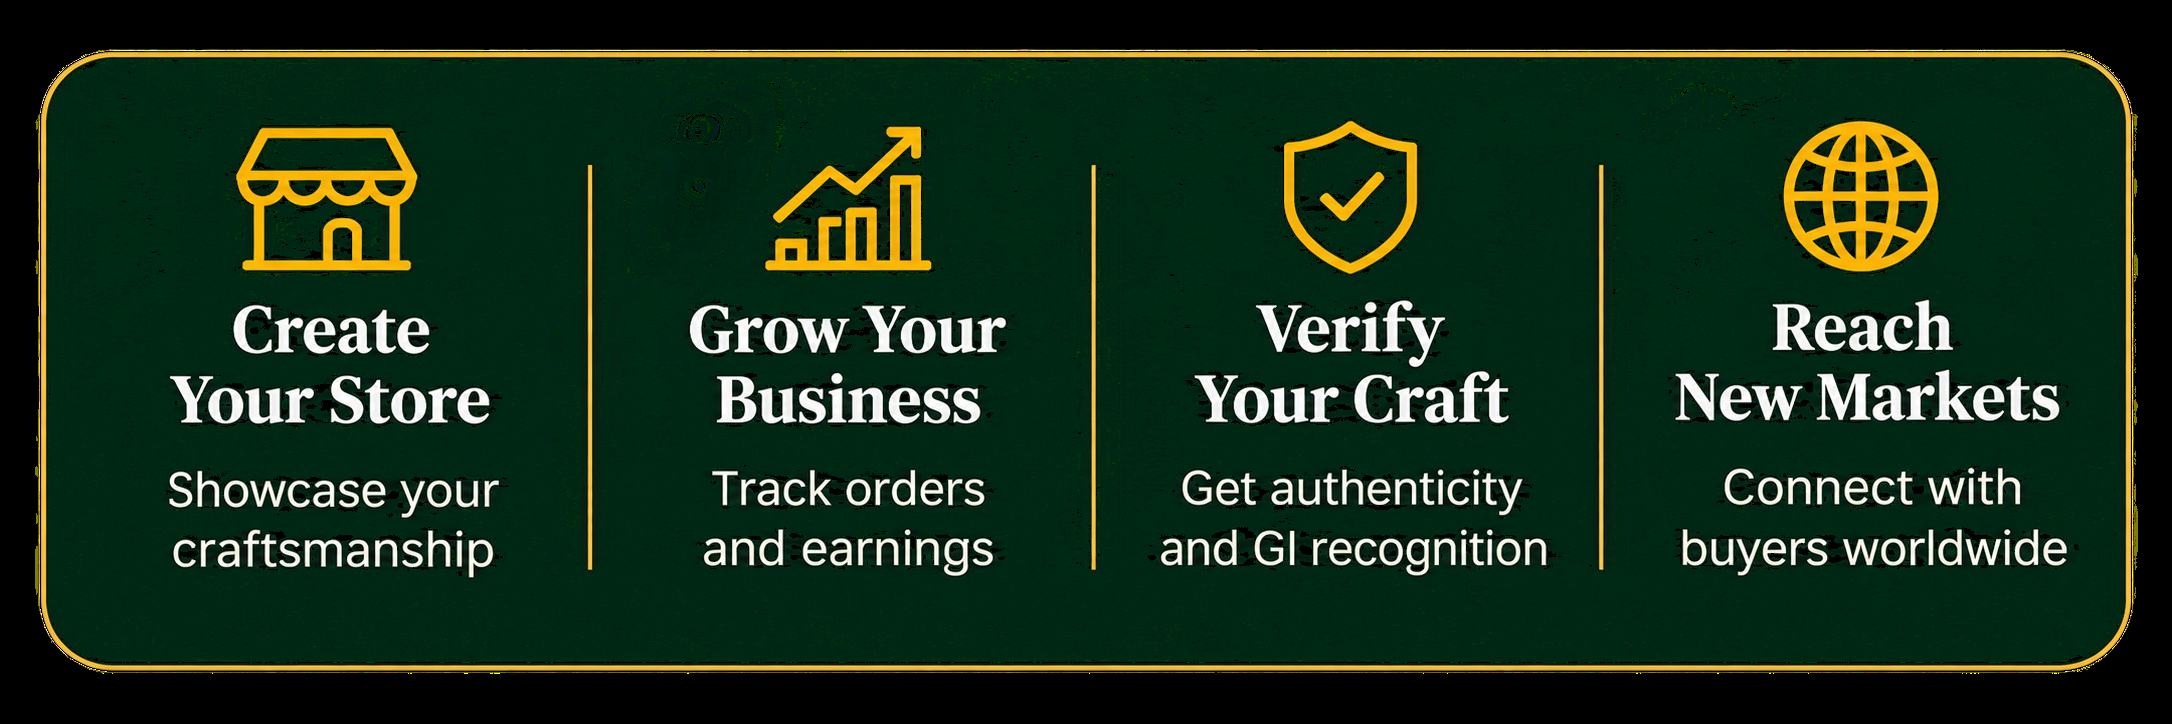 Create
Your Store
Showcase your
craftsmanship
Grow Your
Business
Track orders
and earnings
Verify
Your Craft
Get authenticity
and GI recognition
Reach
New Markets
Connect with
buyers worldwide